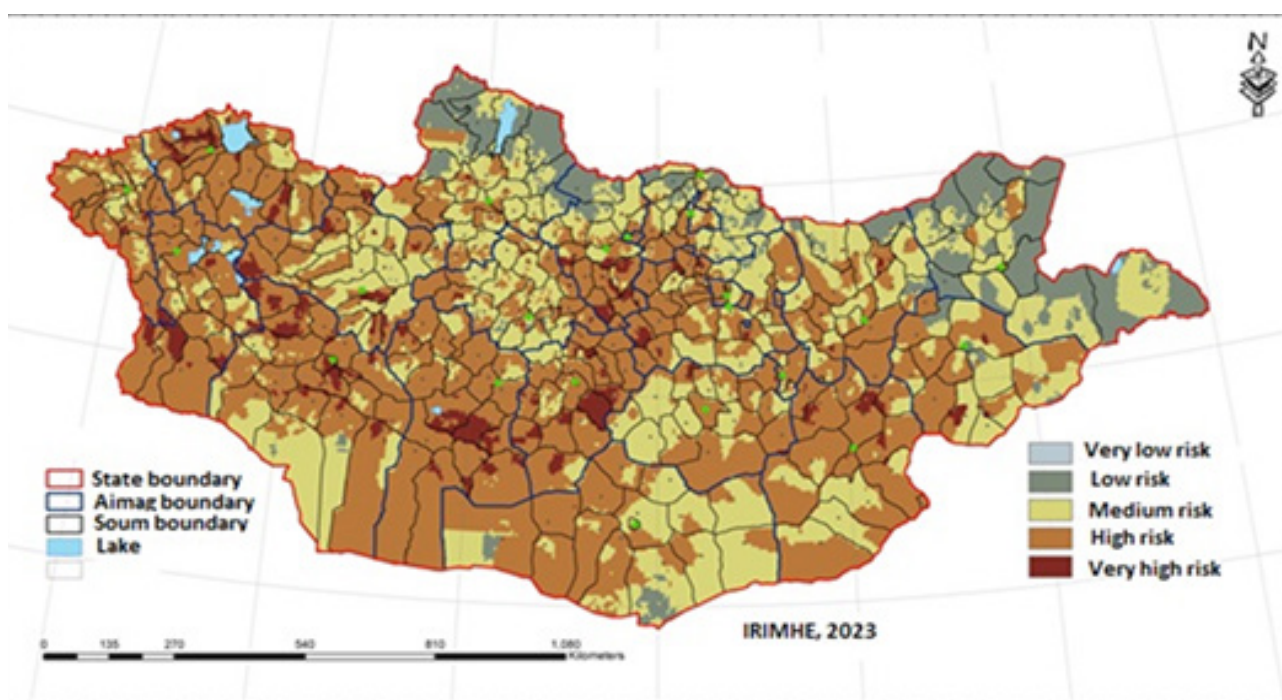 N
State boundary
Aimag boundary
Soum boundary
Lake
Very low risk
Low risk
Medium risk
High risk
Very high risk
IRIMHE, 2023
0 135 270 540 810 1,080
Kilometers